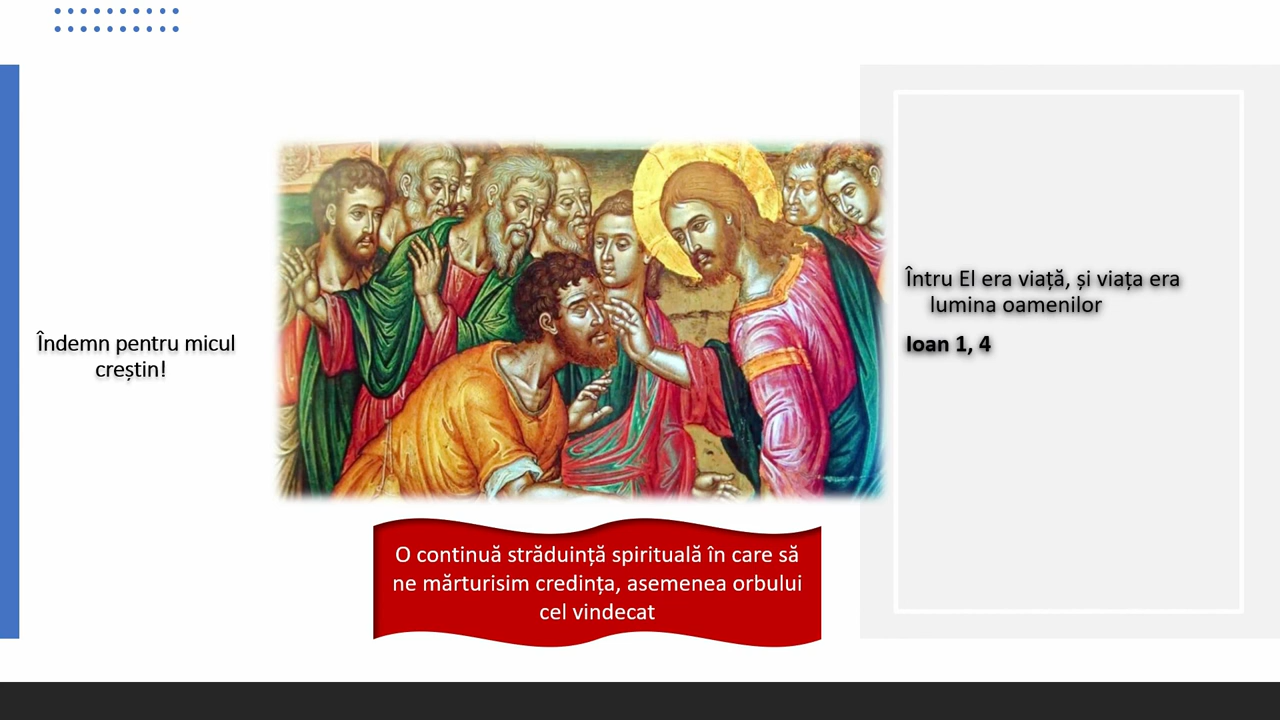 Îndemn pentru micul
creștin!
Întru El era viață, și viața era
lumina oamenilor
Ioan 1, 4
O continuă străduință spirituală în care să
ne mărturisim credința, asemenea orbului
cel vindecat